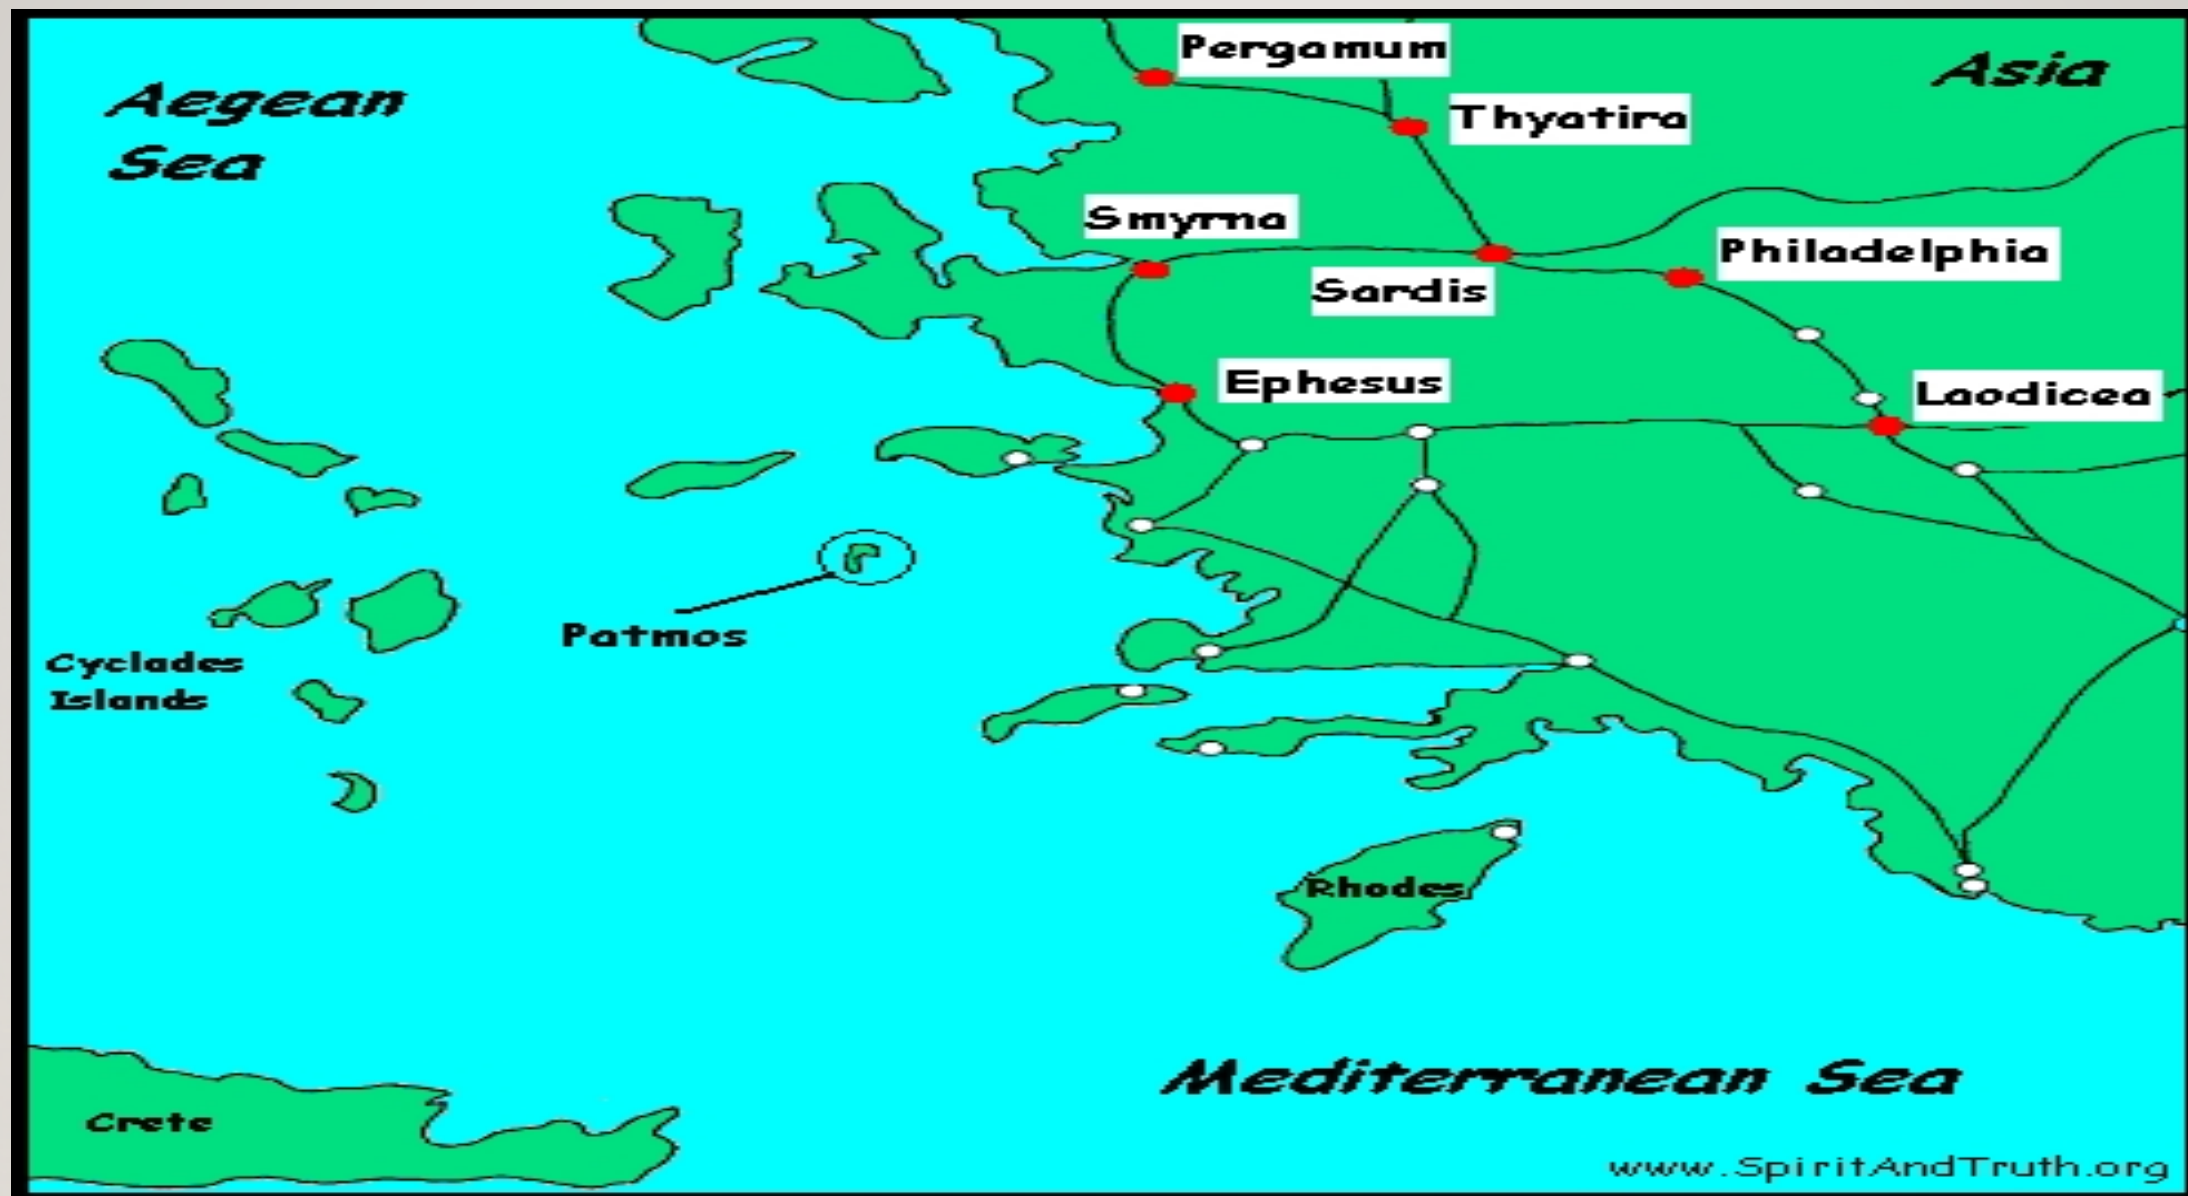 Pergamum
Asia
Aegean
Sea
Thyatira
Smyrna
Philadelphia
Sardis
Ephesus
Laodicea
Patmos
Cyclades
Islands
Rhodes
Mediterranean Sea
Crete
www.SpiritAndTruth.org